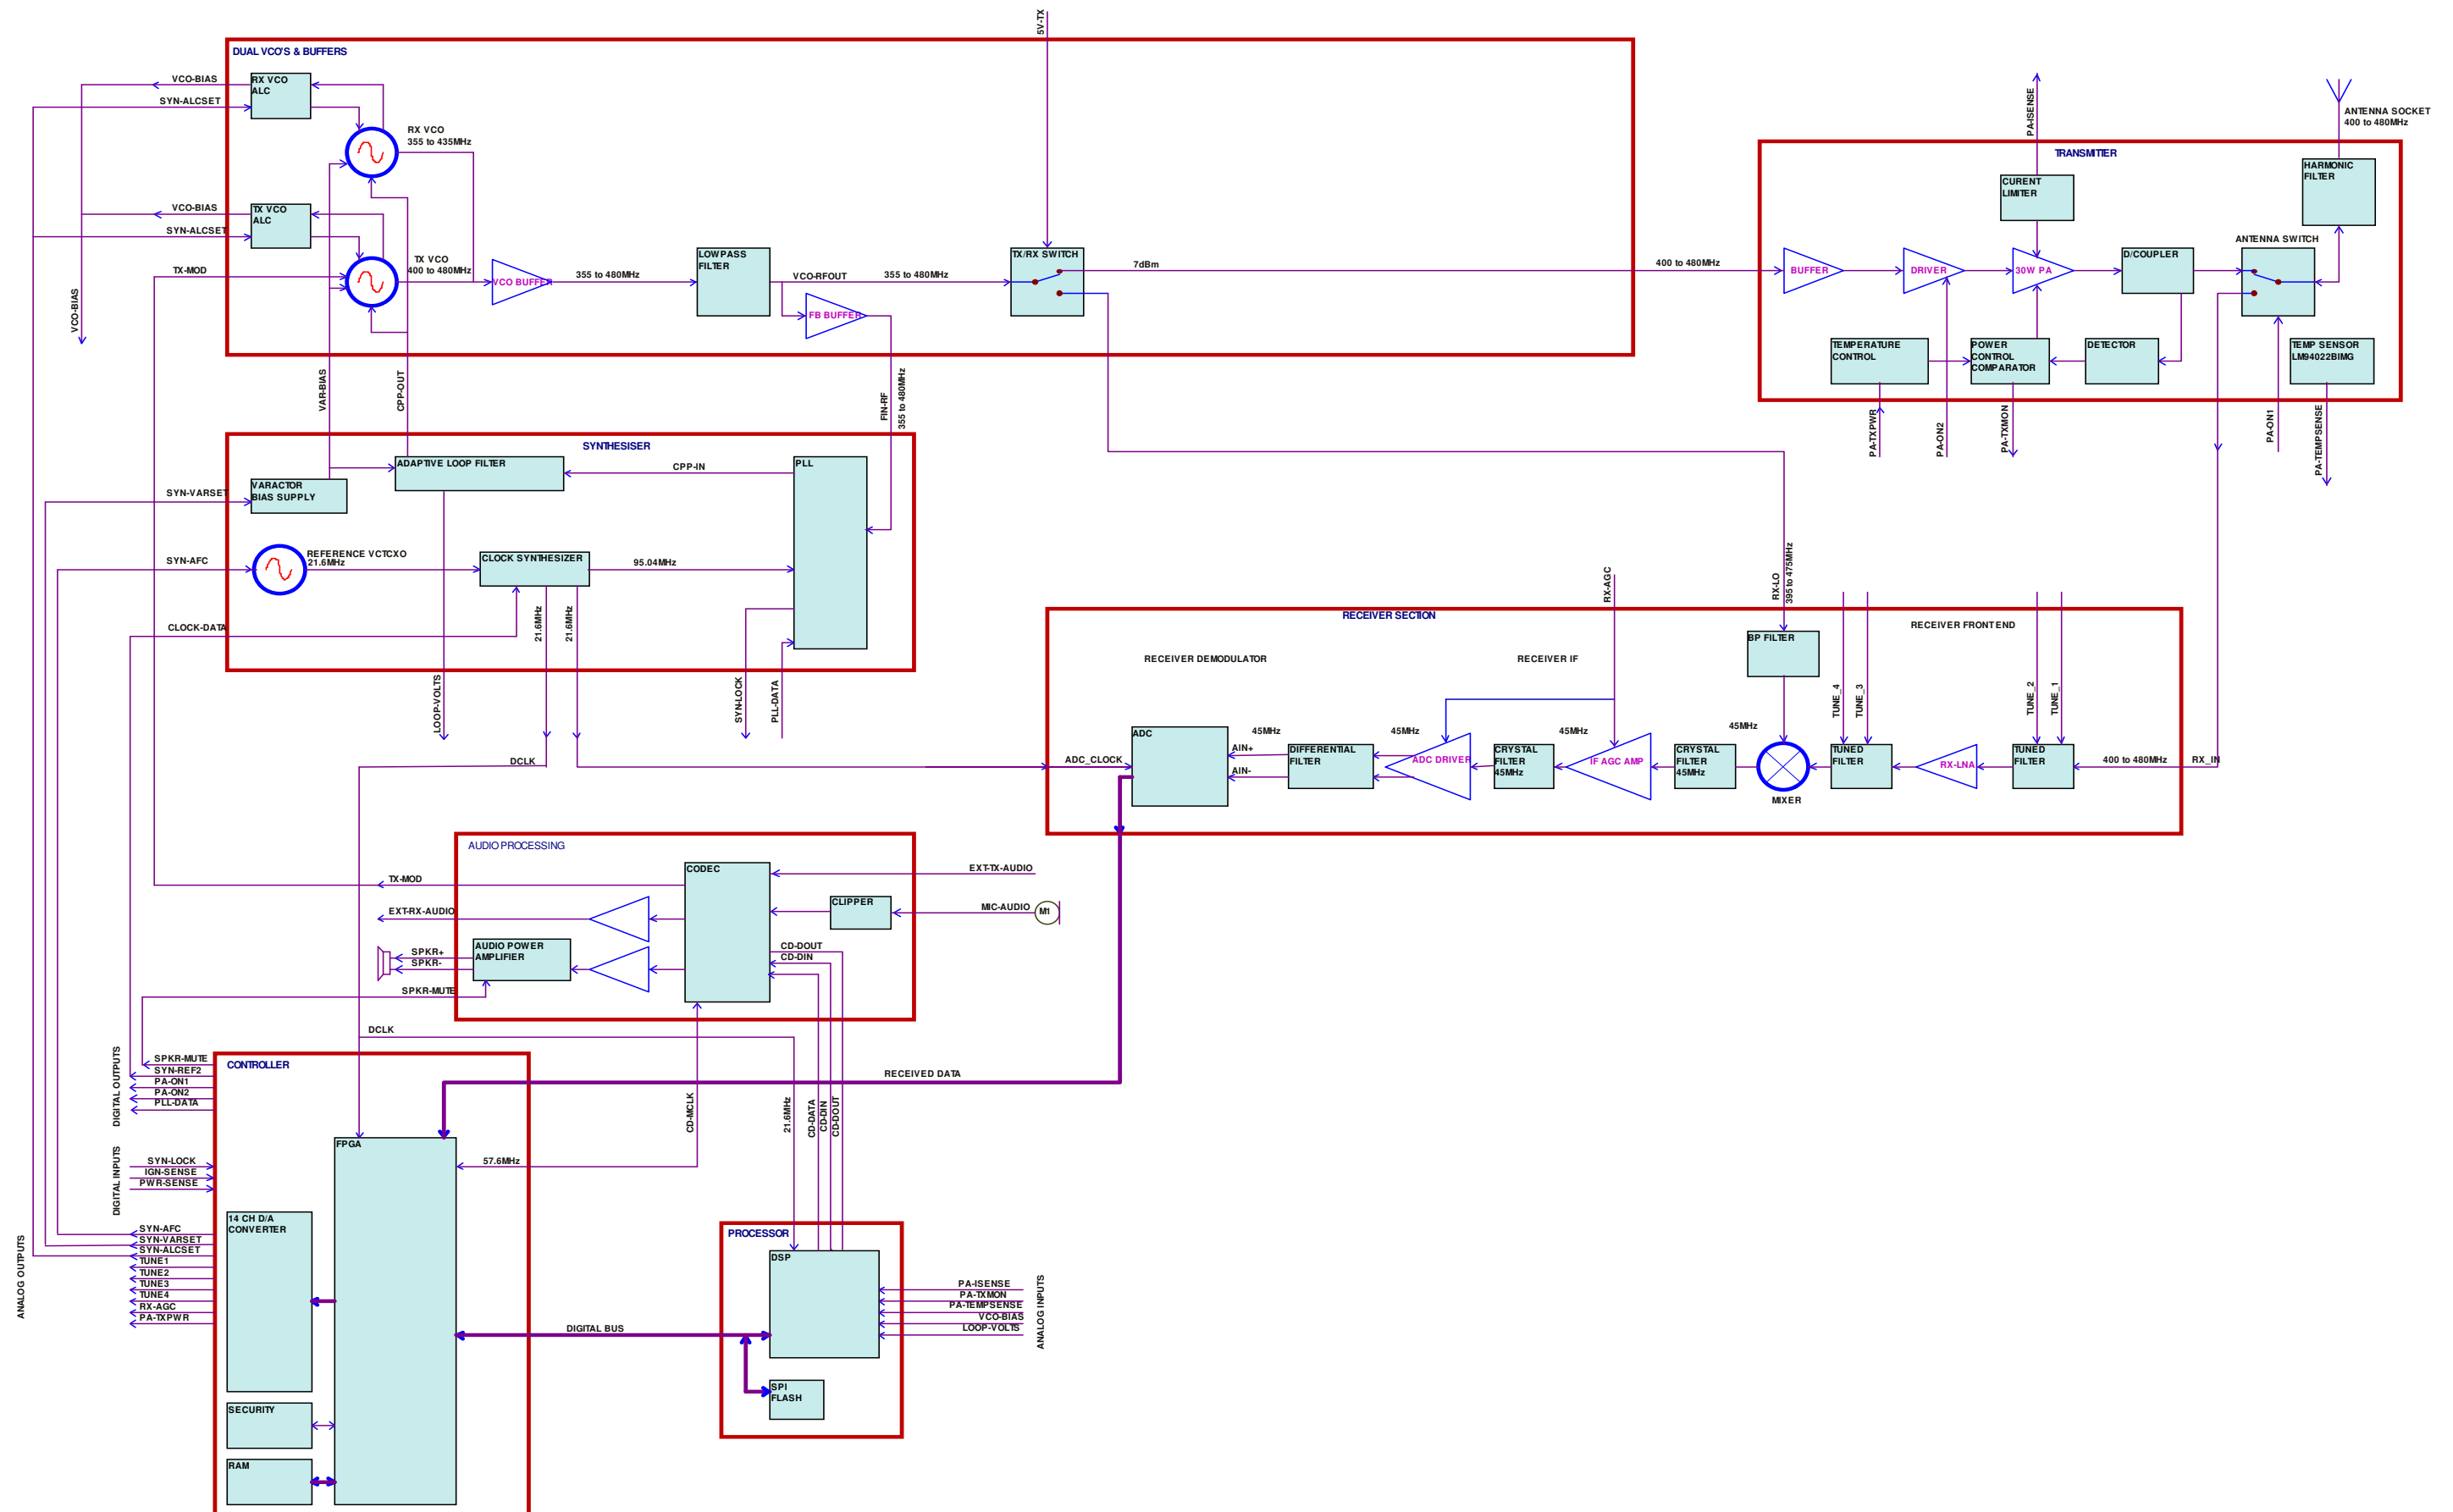 5V-TX
DUAL VCO'S & BUFFERS
VCO-BIAS
SYN-ALCSET
RX VCO
ALC
RX VCO
355 to 435MHz
VCO-BIAS
SYN-ALCSET
TX VCO
ALC
TX-MOD
TX VCO
400 to 480MHz
VCO BUFFER
355 to 480MHz
LOWPASS
FILTER
VCO-RFOUT
355 to 480MHz
FB BUFFER
TX/RX SWITCH
7dBm
400 to 480MHz
VCO-BIAS
VAR-BIAS
CPP-OUT
FIN-RF
355 to 480MHz
PA-ISENSE
ANTENNA SOCKET
400 to 480MHz
TRANSMITTER
CURENT
LIMITER
HARMONIC
FILTER
ANTENNA SWITCH
BUFFER
DRIVER
30W PA
D/COUPLER
TEMPERATURE
CONTROL
POWER
CONTROL
COMPARATOR
DETECTOR
TEMP SENSOR
LM94022BIMG
PA-TXPWR
PA-ON2
PA-TXMON
PA-ON1
PA-TEMPSENSE
SYNTHESISER
ADAPTIVE LOOP FILTER
CPP-IN
PLL
SYN-VARSET
VARACTOR
BIAS SUPPLY
SYN-AFC
REFERENCE VCTCXO
21.6MHz
CLOCK SYNTHESIZER
95.04MHz
CLOCK-DATA
21.6MHz
21.6MHz
LOOP-VOLTS
SYN-LOCK
PLL-DATA
DCLK
RX-AGC
RX-LO
395 to 475MHz
RECEIVER SECTION
RECEIVER FRONT END
RECEIVER DEMODULATOR
RECEIVER IF
BP FILTER
TUNE_4
TUNE_3
TUNE_2
TUNE_1
ADC_CLOCK
ADC
45MHz
AIN+
AIN-
DIFFERENTIAL
FILTER
45MHz
ADC DRIVER
CRYSTAL
FILTER
45MHz
45MHz
IF AGC AMP
CRYSTAL
FILTER
45MHz
45MHz
MIXER
TUNED
FILTER
RX-LNA
TUNED
FILTER
400 to 480MHz
RX_IN
AUDIO PROCESSING
TX-MOD
CODEC
EXT-TX-AUDIO
EXT-RX-AUDIO
CLIPPER
MIC-AUDIO
M1
AUDIO POWER
AMPLIFIER
SPKR+
SPKR-
SPKR-MUTE
CD-DOUT
CD-DIN
DCLK
RECEIVED DATA
CD-MCLK
21.6MHz
CD-DATA
CD-DIN
CD-DOUT
CONTROLLER
DIGITAL OUTPUTS
SPKR-MUTE
SYN-REF2
PA-ON1
PA-ON2
PLL-DATA
FPGA
57.6MHz
DIGITAL INPUTS
SYN-LOCK
IGN-SENSE
PWR-SENSE
14 CH D/A
CONVERTER
ANALOG OUTPUTS
SYN-AFC
SYN-VARSET
SYN-ALCSET
TUNE1
TUNE2
TUNE3
TUNE4
RX-AGC
PA-TXPWR
DIGITAL BUS
PROCESSOR
DSP
SPI
FLASH
PA-ISENSE
PA-TXMON
PA-TEMPSENSE
VCO-BIAS
LOOP-VOLTS
ANALOG INPUTS
SECURITY
RAM